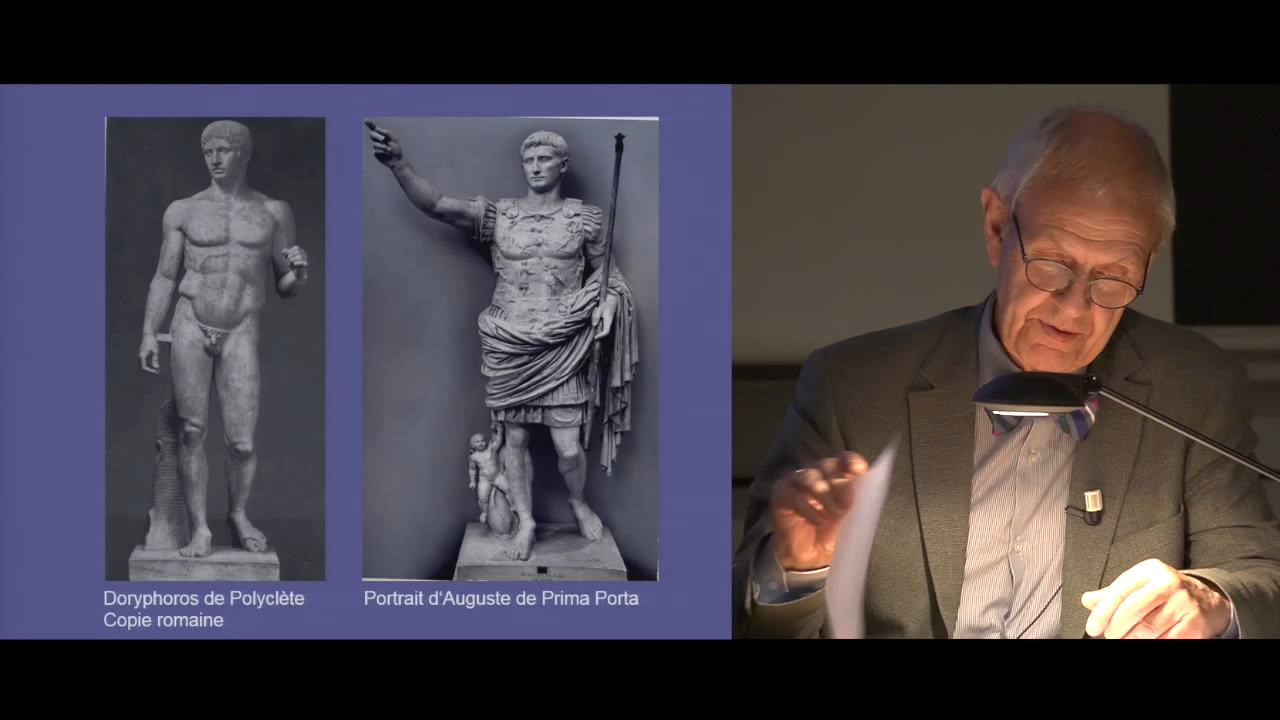 Doryphoros de Polyclète
Copie romaine
Portrait d‘Auguste de Prima Porta